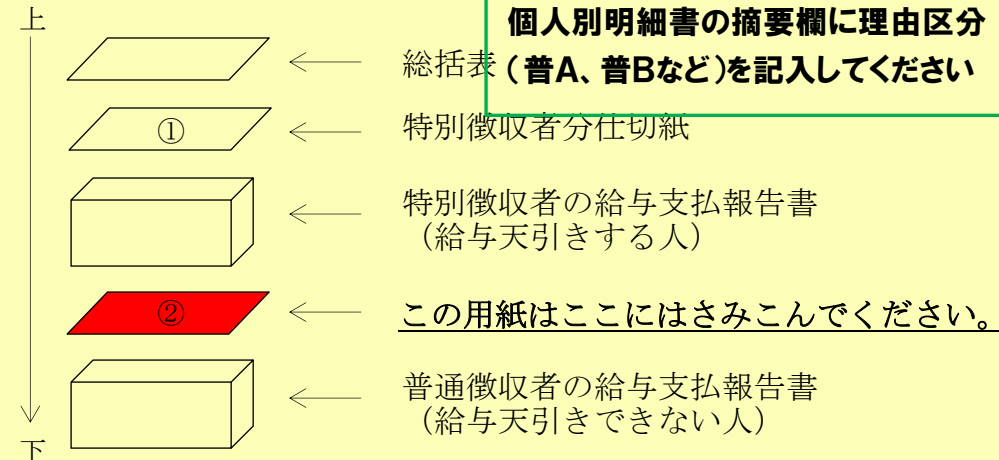 上
個人別明細書の摘要欄に理由区分
(普A、普Bなど)を記入してください
総括表
①
特別徴収者分仕切紙
特別徴収者の給与支払報告書
(給与天引きする人)
②
この用紙はここにはさみこんでください。
普通徴収者の給与支払報告書
(給与天引きできない人)
下